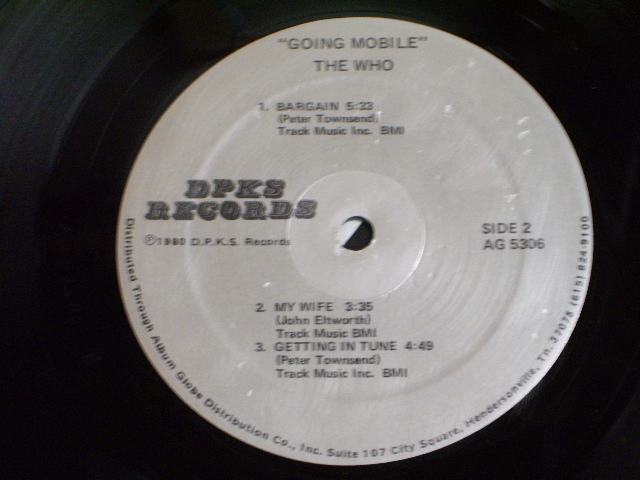 "GOING MOBILE"
THE WHO
1. BARGAIN 5:33
(Peter Townsend)
Track Music Inc. BMI
DPKS
RECORDS
℗1980 D.P.K.S. Records
SIDE 2
AG 5306
2. MY WIFE 3:35
(John Eltworth)
Track Music BMI
3. GETTING IN TUNE 4:49
(Peter Townsend)
Track Music Inc. BMI
Distributed Through Album Globe Distribution Co., Inc. Suite 107 City Square, Hendersonville, Tn. 37075 (615) 824-9100